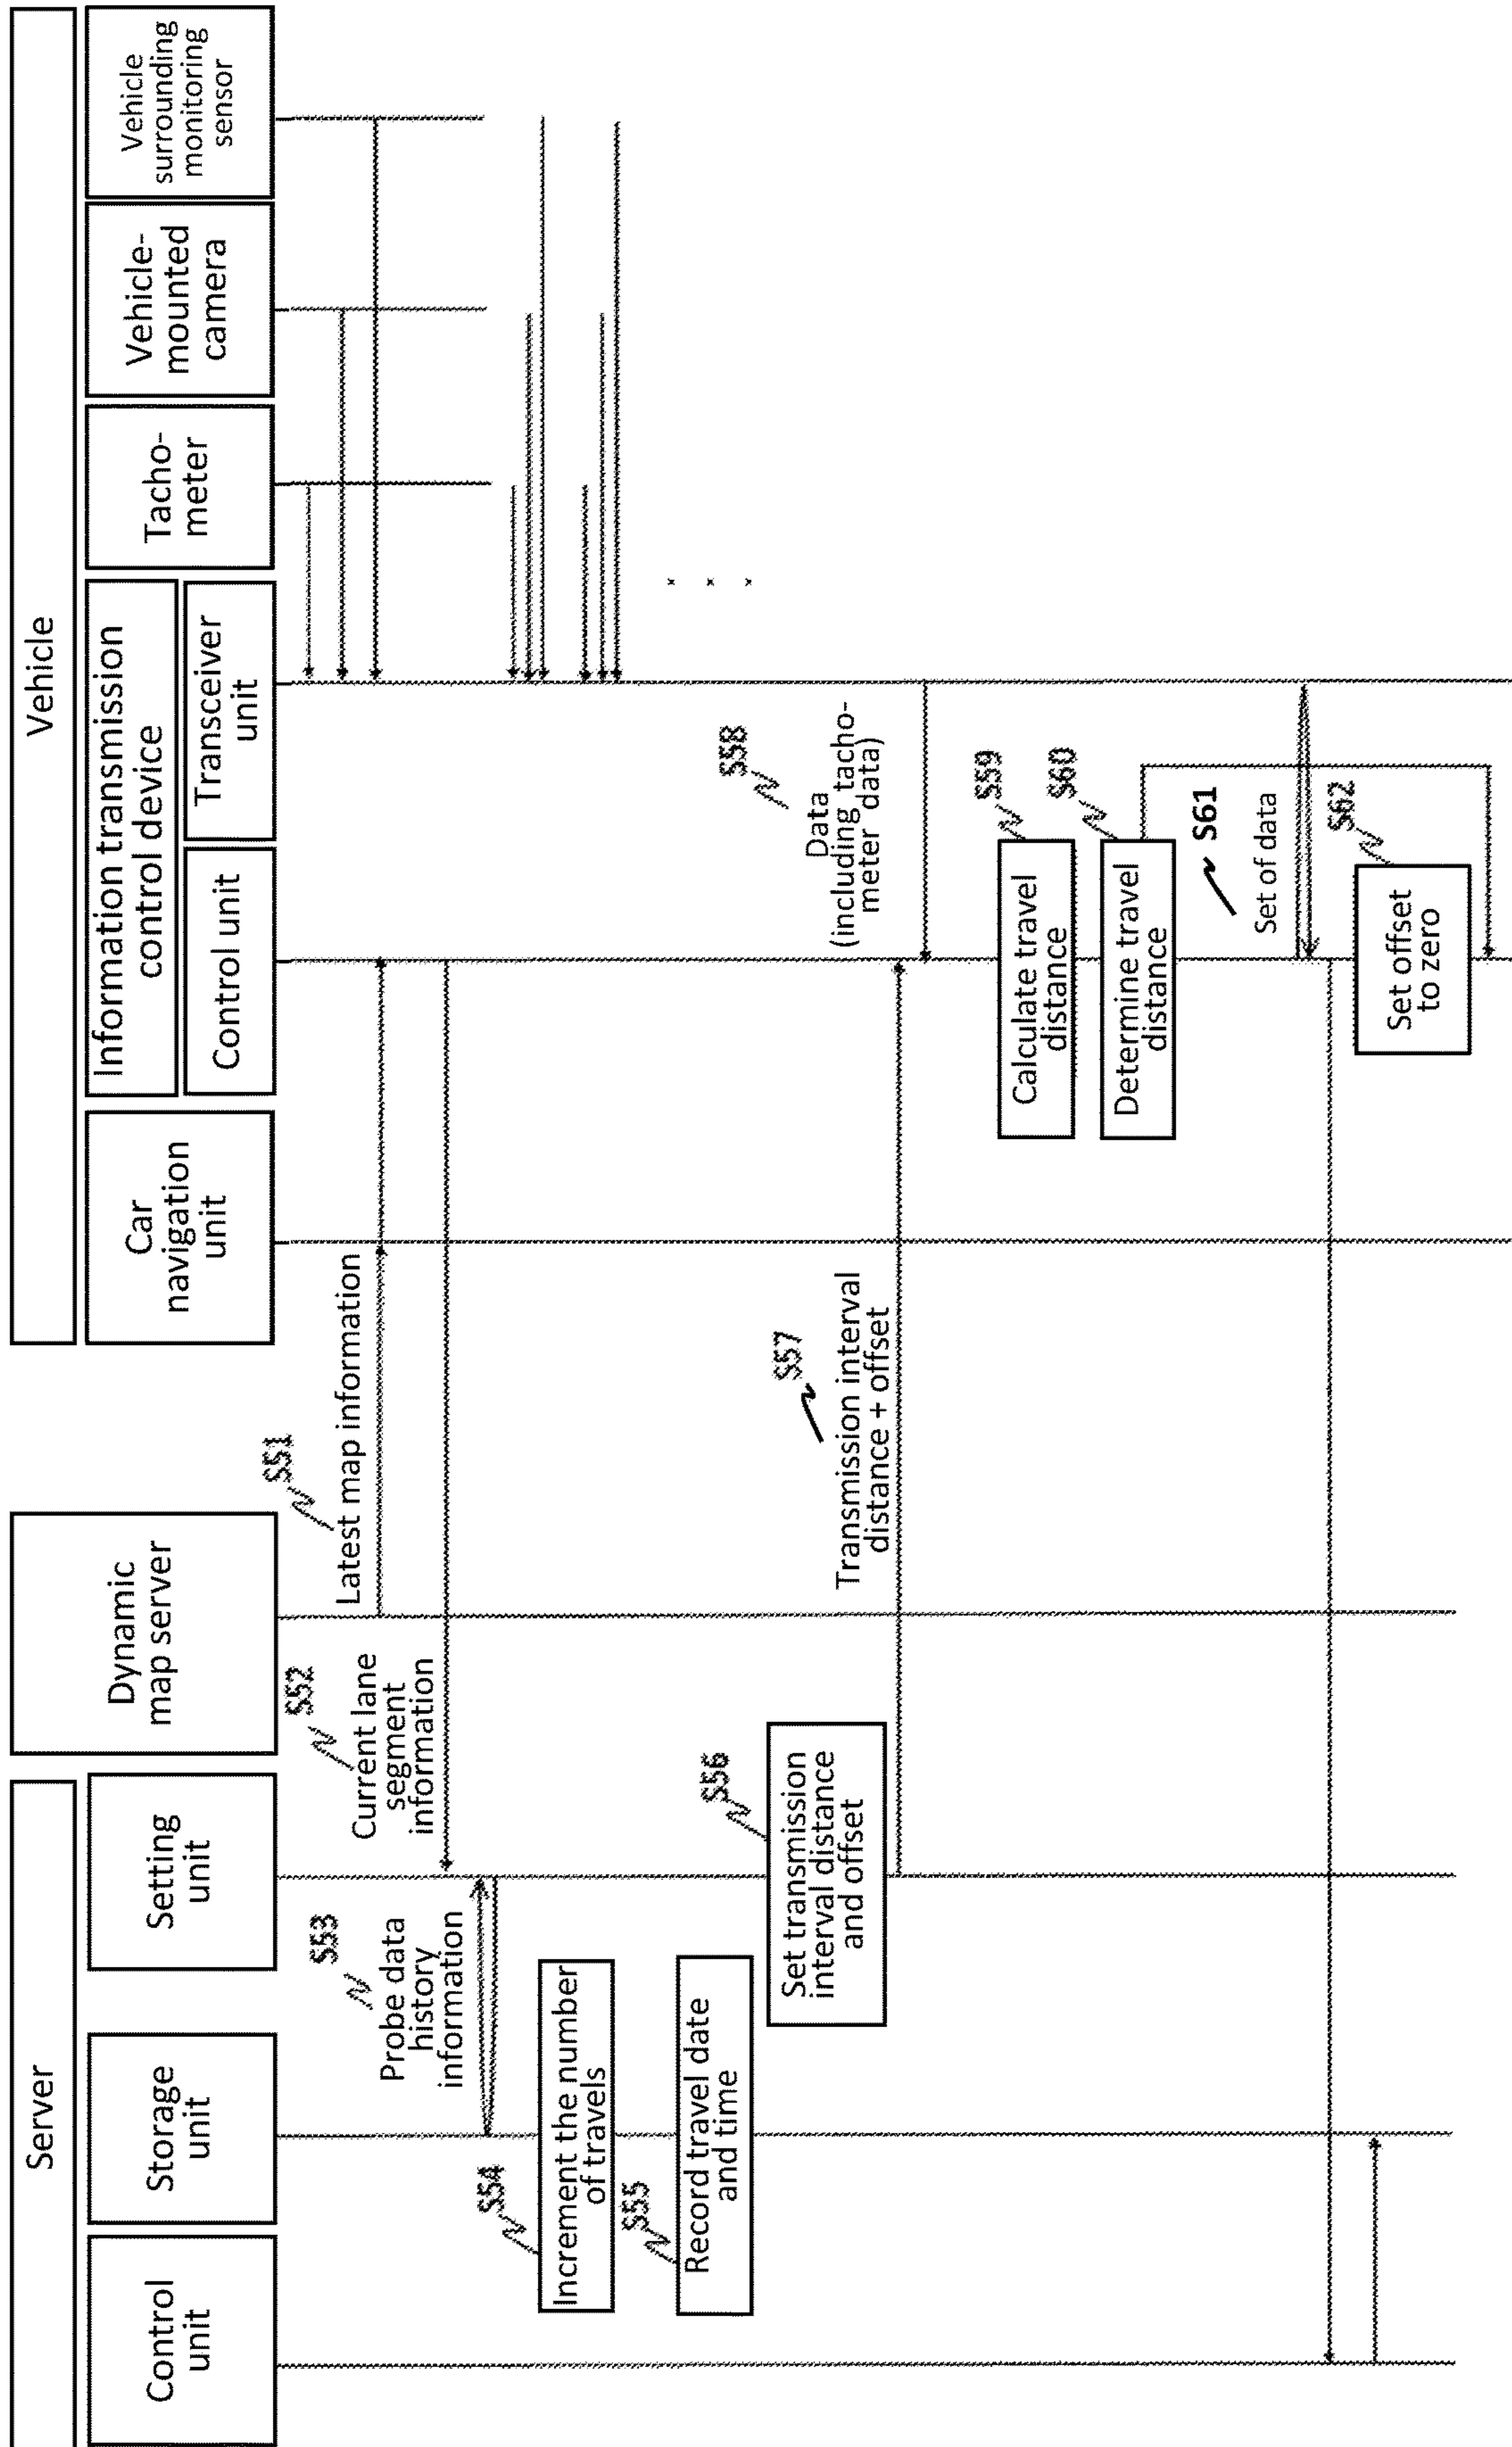 Server
Control
unit
Storage
unit
Setting
unit
Dynamic
map server
Vehicle
Car
navigation
unit
Information transmission
control device
Control unit
Transceiver
unit
Tacho-
meter
Vehicle-
mounted
camera
Vehicle
surrounding
monitoring
sensor
S51
Latest map information
S52
Current lane
segment
information
S53
Probe data
history
information
S54
Increment the number
of travels
S55
Record travel date
and time
S56
Set transmission
interval distance
and offset
S57
Transmission interval
distance + offset
S58
Data
(including tacho-
meter data)
S59
Calculate travel
distance
S60
Determine travel
distance
S61
Set of data
S62
Set offset
to zero